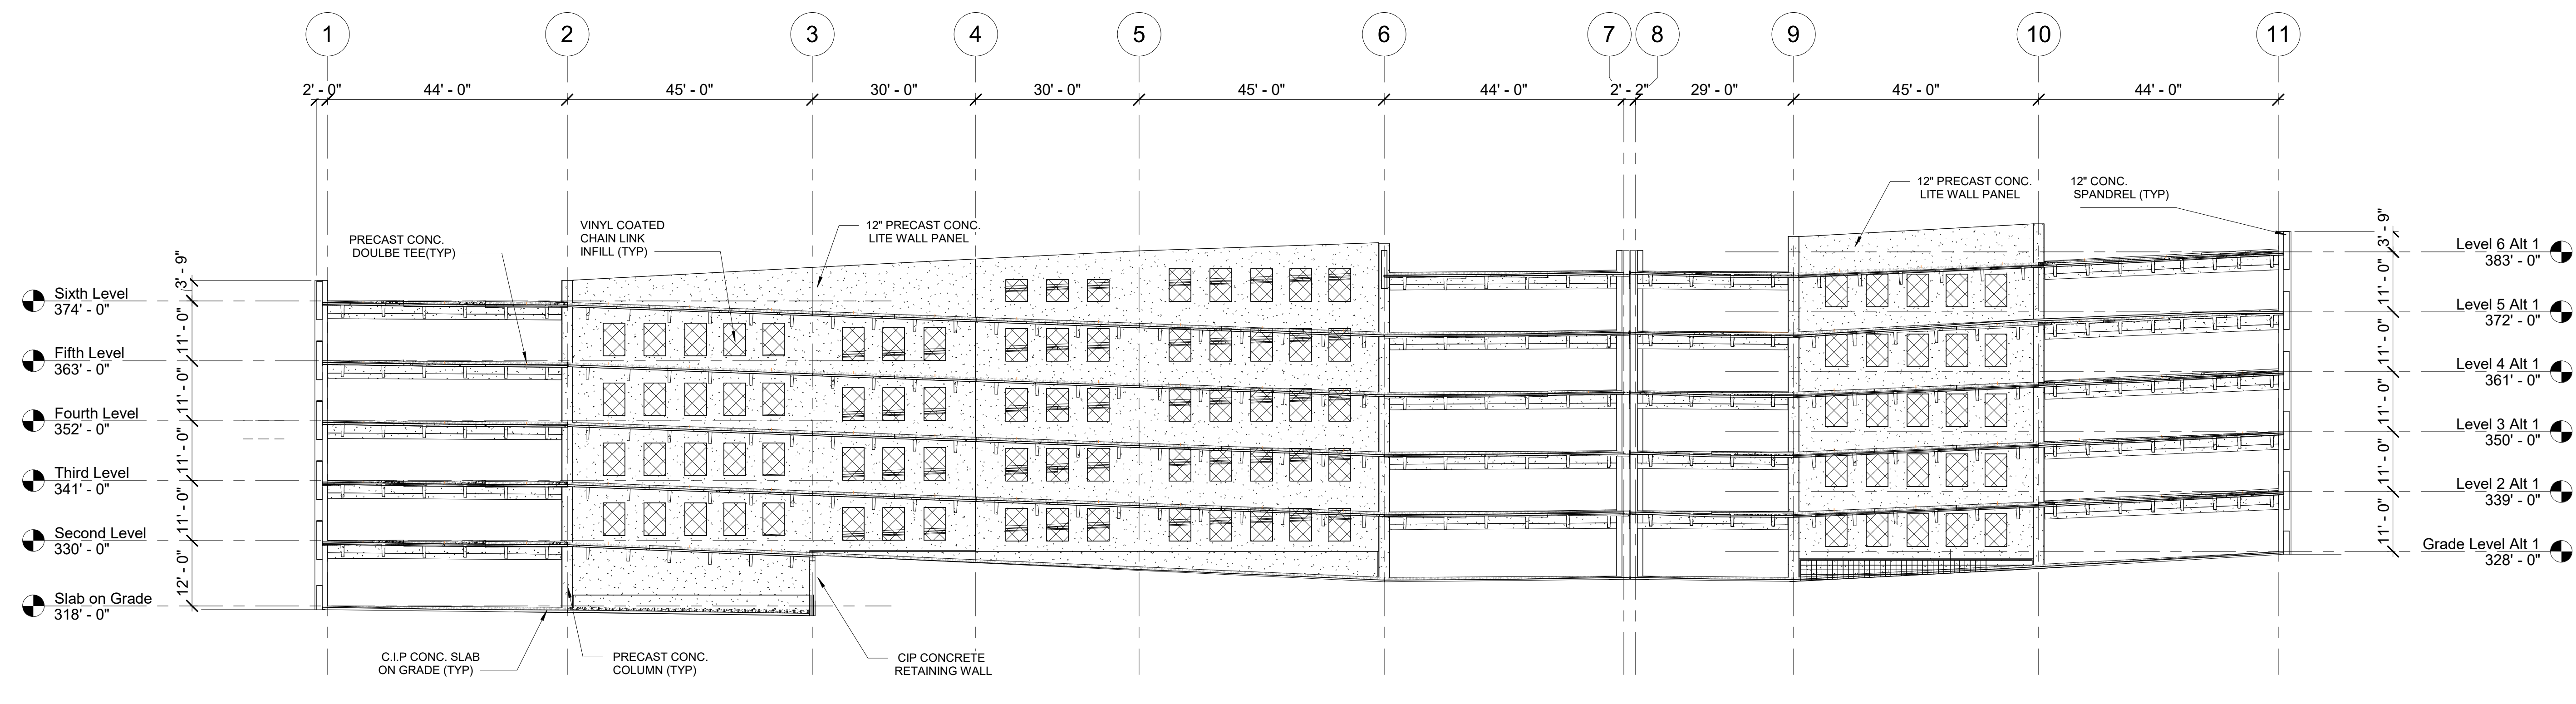 1 2 3 4 5 6 7 8 9 10 11
2' - 0" 44' - 0" 45' - 0" 30' - 0" 30' - 0" 45' - 0" 44' - 0" 2' - 2" 29' - 0" 45' - 0" 44' - 0"
12" PRECAST CONC.
LITE WALL PANEL
12" CONC.
SPANDREL (TYP)
VINYL COATED
CHAIN LINK
INFILL (TYP)
12" PRECAST CONC.
LITE WALL PANEL
PRECAST CONC.
DOULBE TEE(TYP)
3' - 9"
11' - 0"
11' - 0"
11' - 0"
11' - 0"
12' - 0"
Sixth Level
374' - 0"
Fifth Level
363' - 0"
Fourth Level
352' - 0"
Third Level
341' - 0"
Second Level
330' - 0"
Slab on Grade
318' - 0"
3' - 9"
11' - 0"
11' - 0"
11' - 0"
11' - 0"
11' - 0"
Level 6 Alt 1
383' - 0"
Level 5 Alt 1
372' - 0"
Level 4 Alt 1
361' - 0"
Level 3 Alt 1
350' - 0"
Level 2 Alt 1
339' - 0"
Grade Level Alt 1
328' - 0"
C.I.P CONC. SLAB
ON GRADE (TYP)
PRECAST CONC.
COLUMN (TYP)
CIP CONCRETE
RETAINING WALL